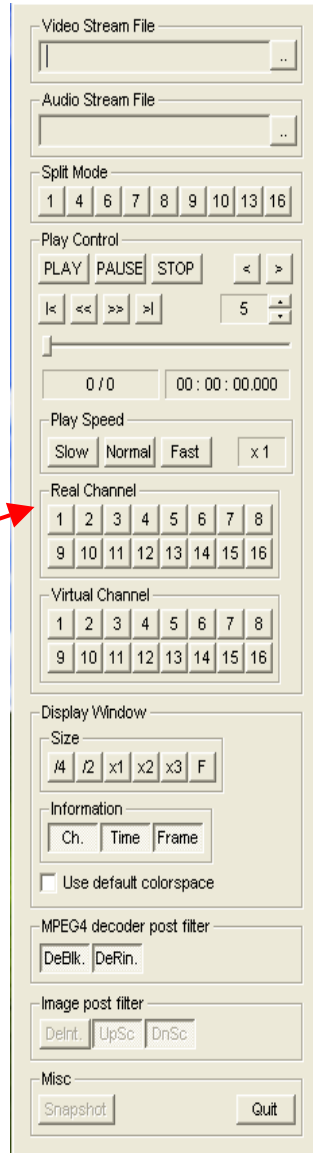 Video Stream File
..
Audio Stream File
..
Split Mode
1 4 6 7 8 9 10 13 16
Play Control
PLAY PAUSE STOP < >
|< << >> >| 5
0 / 0 00 : 00 : 00.000
Play Speed
Slow Normal Fast x 1
Real Channel
1 2 3 4 5 6 7 8
9 10 11 12 13 14 15 16
Virtual Channel
1 2 3 4 5 6 7 8
9 10 11 12 13 14 15 16
Display Window
Size
/4 /2 x1 x2 x3 F
Information
Ch. Time Frame
Use default colorspace
MPEG4 decoder post filter
DeBlk. DeRin.
Image post filter
DeInt. UpSc DnSc
Misc
Snapshot Quit